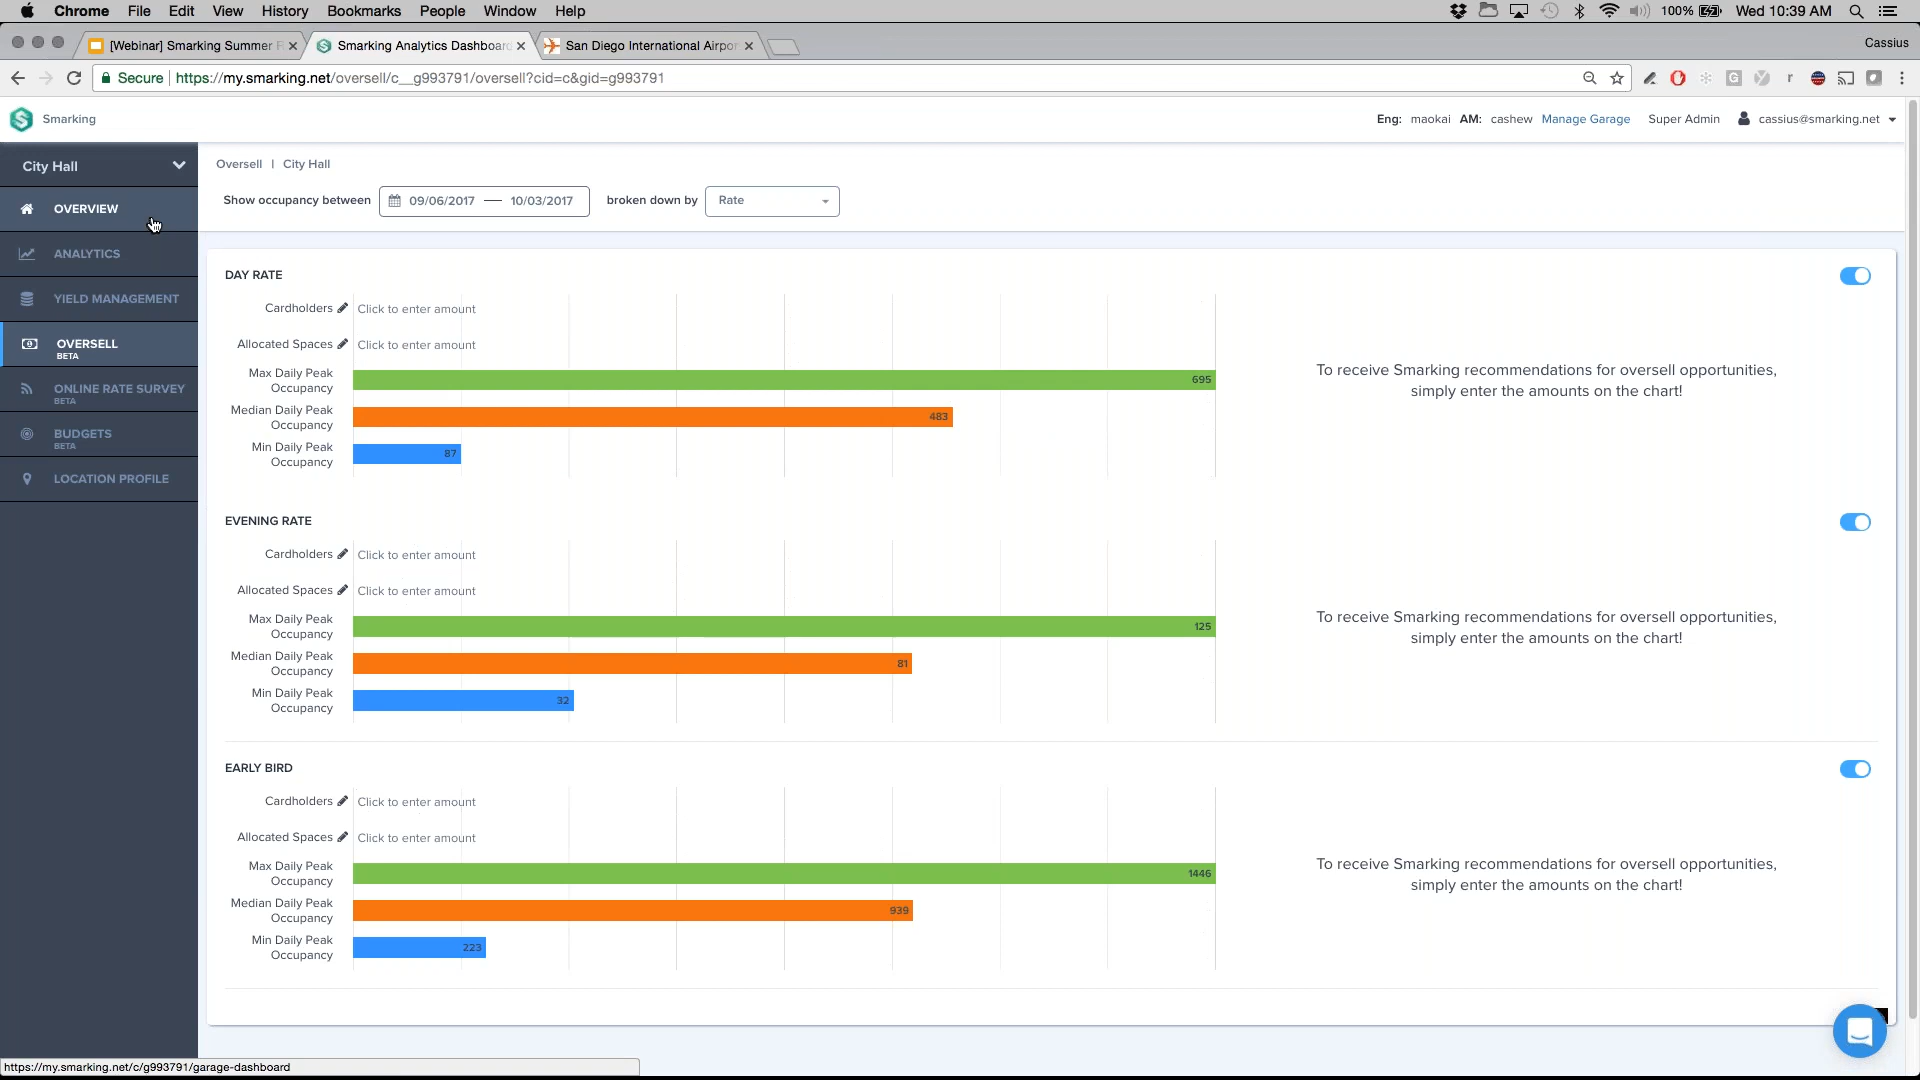 Chrome File Edit View History Bookmarks People Window Help 100% Wed 10:39 AM
[Webinar] Smarking Summer Smarking Analytics Dashboard San Diego International Airpor Cassius
Secure https://my.smarking.net/oversell/c__g993791/oversell?cid=c&gid=g993791
Smarking Eng: maokai AM: cashew Manage Garage Super Admin cassius@smarking.net
City Hall
OVERVIEW
ANALYTICS
YIELD MANAGEMENT
OVERSELL
BETA
ONLINE RATE SURVEY
BETA
BUDGETS
BETA
LOCATION PROFILE
Oversell | City Hall
Show occupancy between 09/06/2017 — 10/03/2017 broken down by Rate
DAY RATE
Cardholders Click to enter amount
Allocated Spaces Click to enter amount
Max Daily Peak
Occupancy
695
Median Daily Peak
Occupancy
483
Min Daily Peak
Occupancy
87
To receive Smarking recommendations for oversell opportunities,
simply enter the amounts on the chart!
EVENING RATE
Cardholders Click to enter amount
Allocated Spaces Click to enter amount
Max Daily Peak
Occupancy
125
Median Daily Peak
Occupancy
81
Min Daily Peak
Occupancy
32
To receive Smarking recommendations for oversell opportunities,
simply enter the amounts on the chart!
EARLY BIRD
Cardholders Click to enter amount
Allocated Spaces Click to enter amount
Max Daily Peak
Occupancy
1446
Median Daily Peak
Occupancy
939
Min Daily Peak
Occupancy
223
To receive Smarking recommendations for oversell opportunities,
simply enter the amounts on the chart!
https://my.smarking.net/c/g993791/garage-dashboard